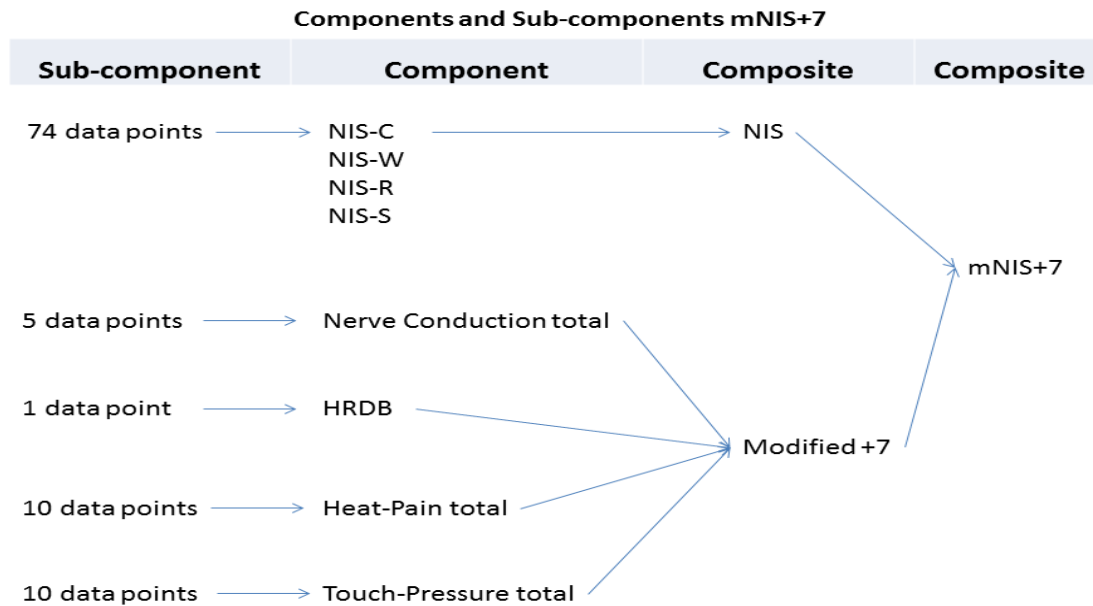 Components and Sub-components mNIS+7
Sub-component Component Composite Composite
74 data points NIS-C NIS
NIS-W
NIS-R
NIS-S
mNIS+7
5 data points Nerve Conduction total
1 data point HRDB
Modified +7
10 data points Heat-Pain total
10 data points Touch-Pressure total